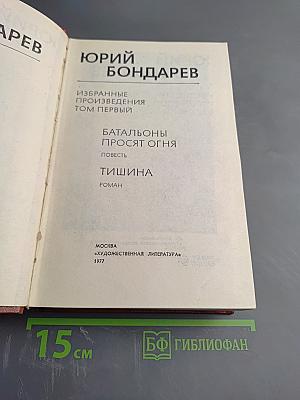 АРЕВ
ЮРИЙ
БОНДАРЕВ
ИЗБРАННЫЕ
ПРОИЗВЕДЕНИЯ
ТОМ ПЕРВЫЙ
БАТАЛЬОНЫ
ПРОСЯТ ОГНЯ
ПОВЕСТЬ
ТИШИНА
РОМАН
МОСКВА
«ХУДОЖЕСТВЕННАЯ ЛИТЕРАТУРА»
1977
15 см
БФ ГИБЛИОФАН